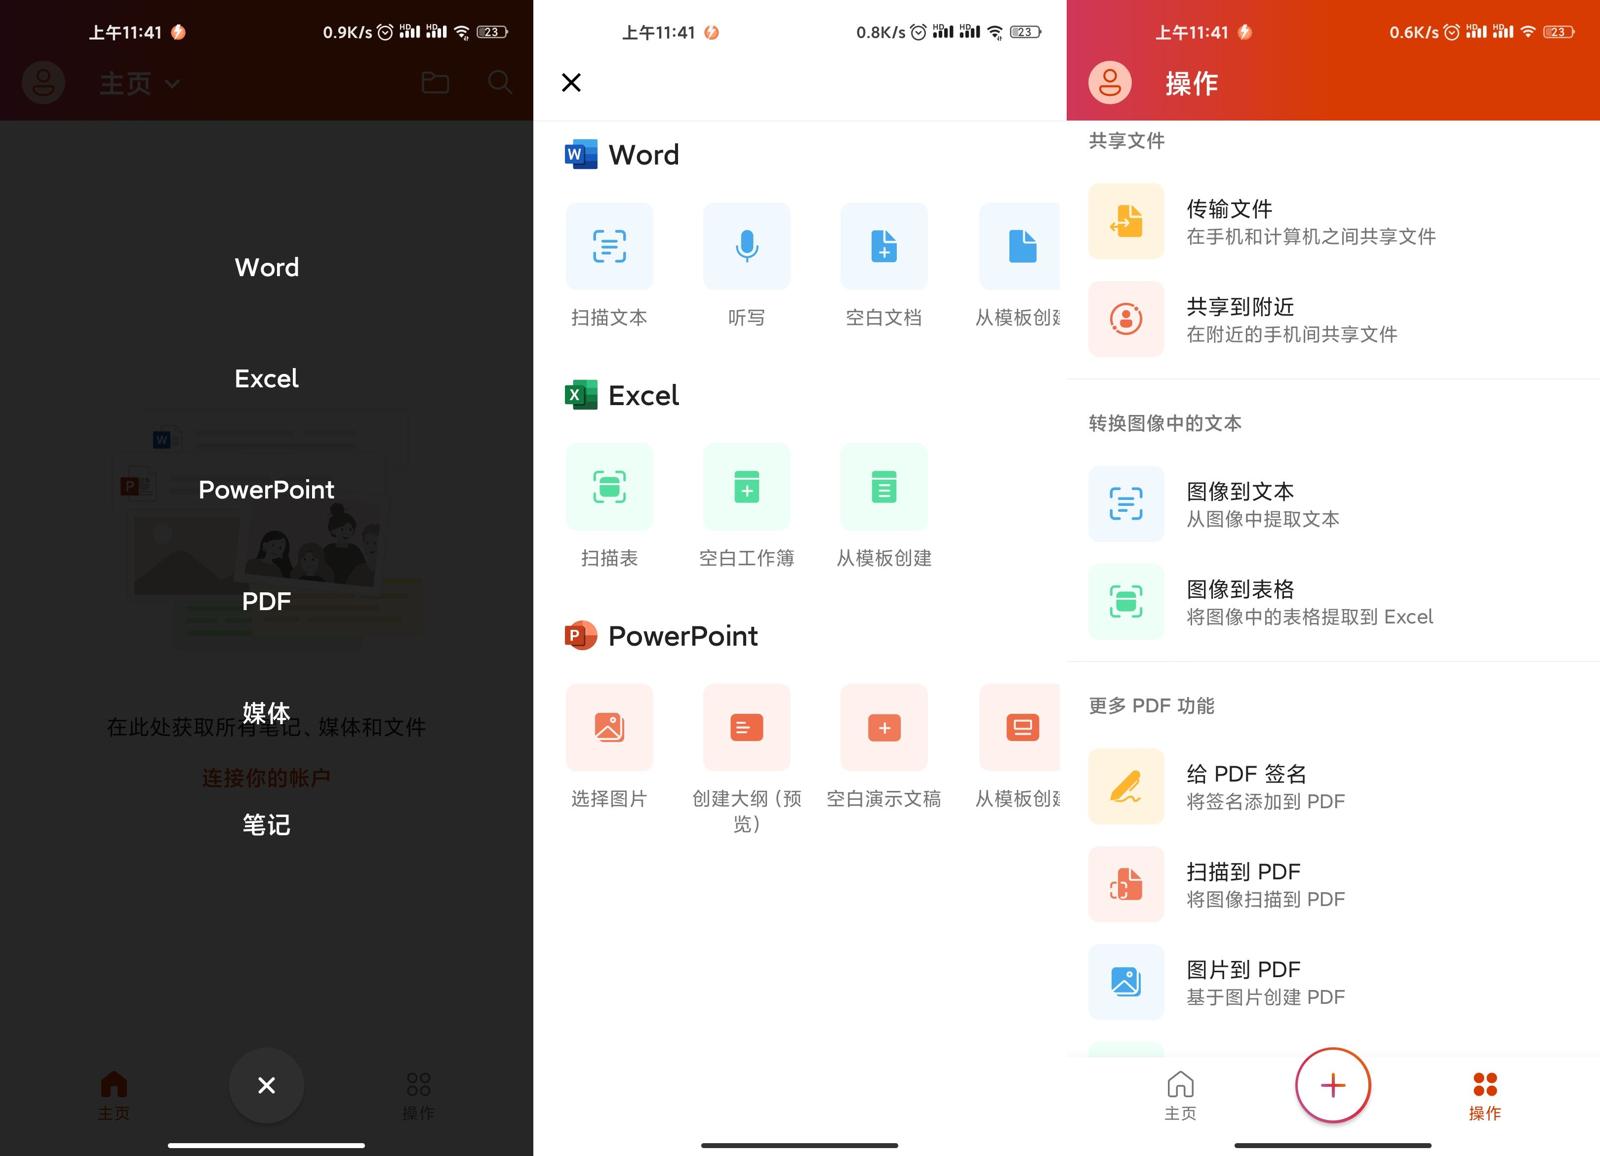 上午11:41
0.9K/s
HD
HD
23
主页
Word
Excel
W
P
PowerPoint
PDF
媒体
在此处获取所有笔记、媒体和文件
连接你的帐户
笔记
主页
操作
上午11:41
0.8K/s
HD
HD
23
W
Word
扫描文本
听写
空白文档
从模板创建
X
Excel
扫描表
空白工作簿
从模板创建
P
PowerPoint
选择图片
创建大纲（预
览）
空白演示文稿
从模板创建
上午11:41
0.6K/s
HD
HD
23
操作
共享文件
传输文件
在手机和计算机之间共享文件
共享到附近
在附近的手机间共享文件
转换图像中的文本
图像到文本
从图像中提取文本
图像到表格
将图像中的表格提取到 Excel
更多 PDF 功能
给 PDF 签名
将签名添加到 PDF
扫描到 PDF
将图像扫描到 PDF
图片到 PDF
基于图片创建 PDF
主页
操作